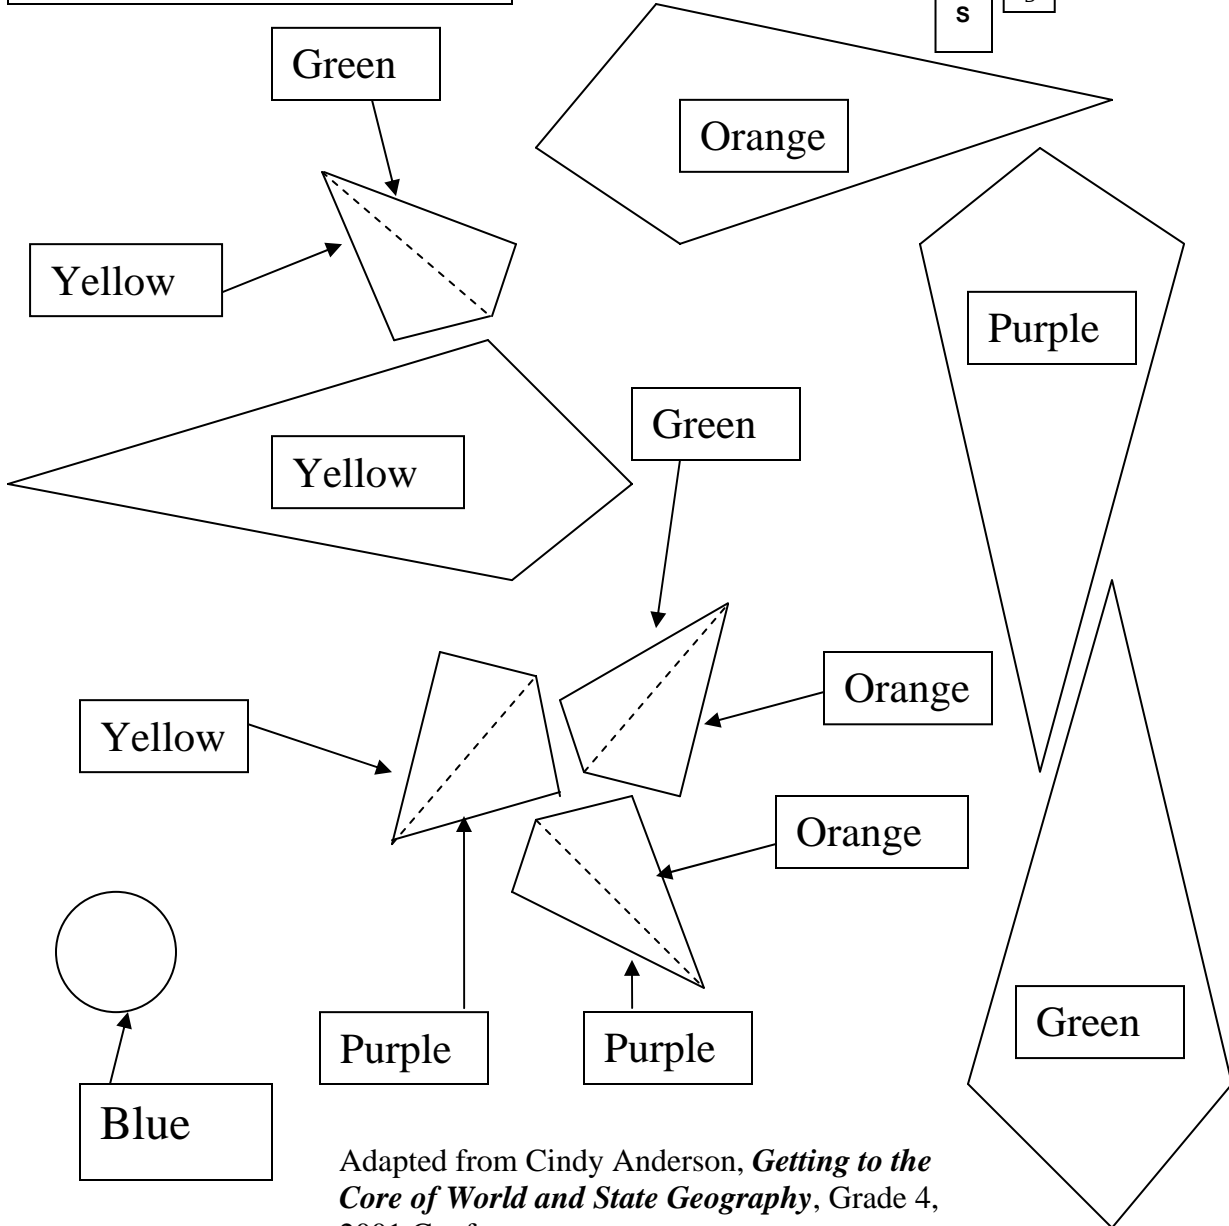 S
Green
Orange
Yellow
Purple
Green
Yellow
Orange
Yellow
Orange
Purple
Purple
Green
Blue
Adapted from Cindy Anderson, Getting to the
Core of World and State Geography, Grade 4,